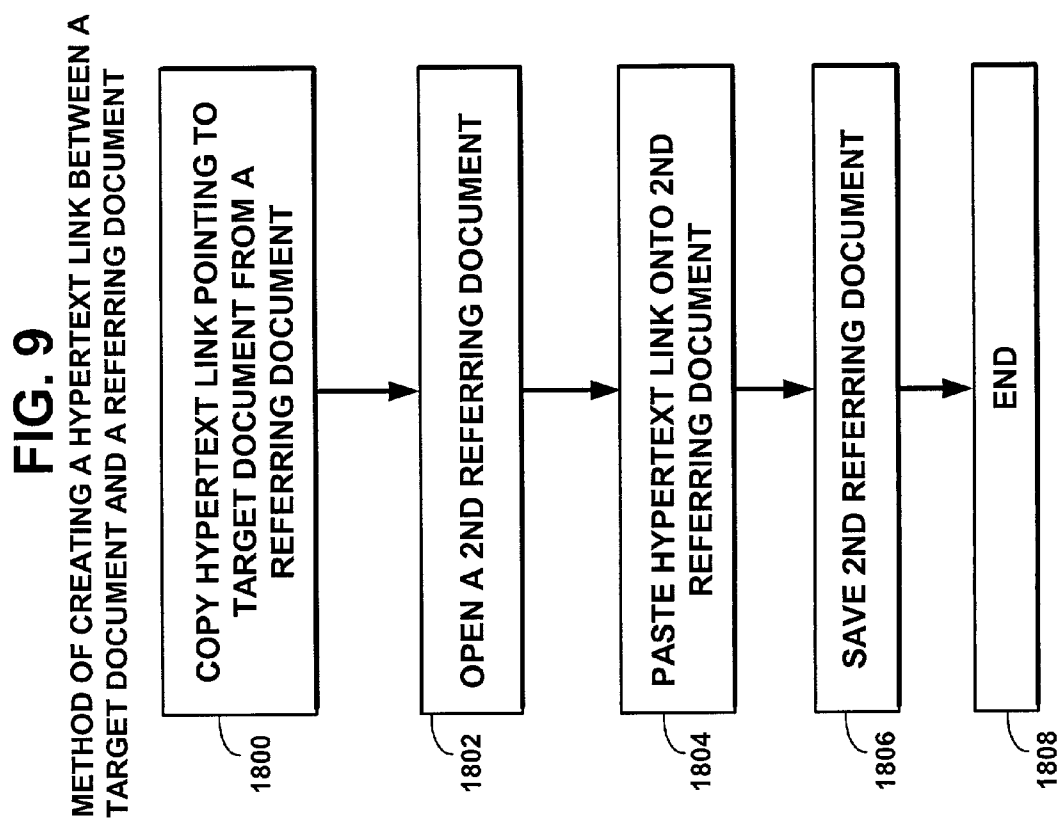 FIG. 9
METHOD OF CREATING A HYPERTEXT LINK BETWEEN A
TARGET DOCUMENT AND A REFERRING DOCUMENT
COPY HYPERTEXT LINK POINTING TO
TARGET DOCUMENT FROM A
REFERRING DOCUMENT
1800
OPEN A 2ND REFERRING DOCUMENT
1802
PASTE HYPERTEXT LINK ONTO 2ND
REFERRING DOCUMENT
1804
SAVE 2ND REFERRING DOCUMENT
1806
END
1808